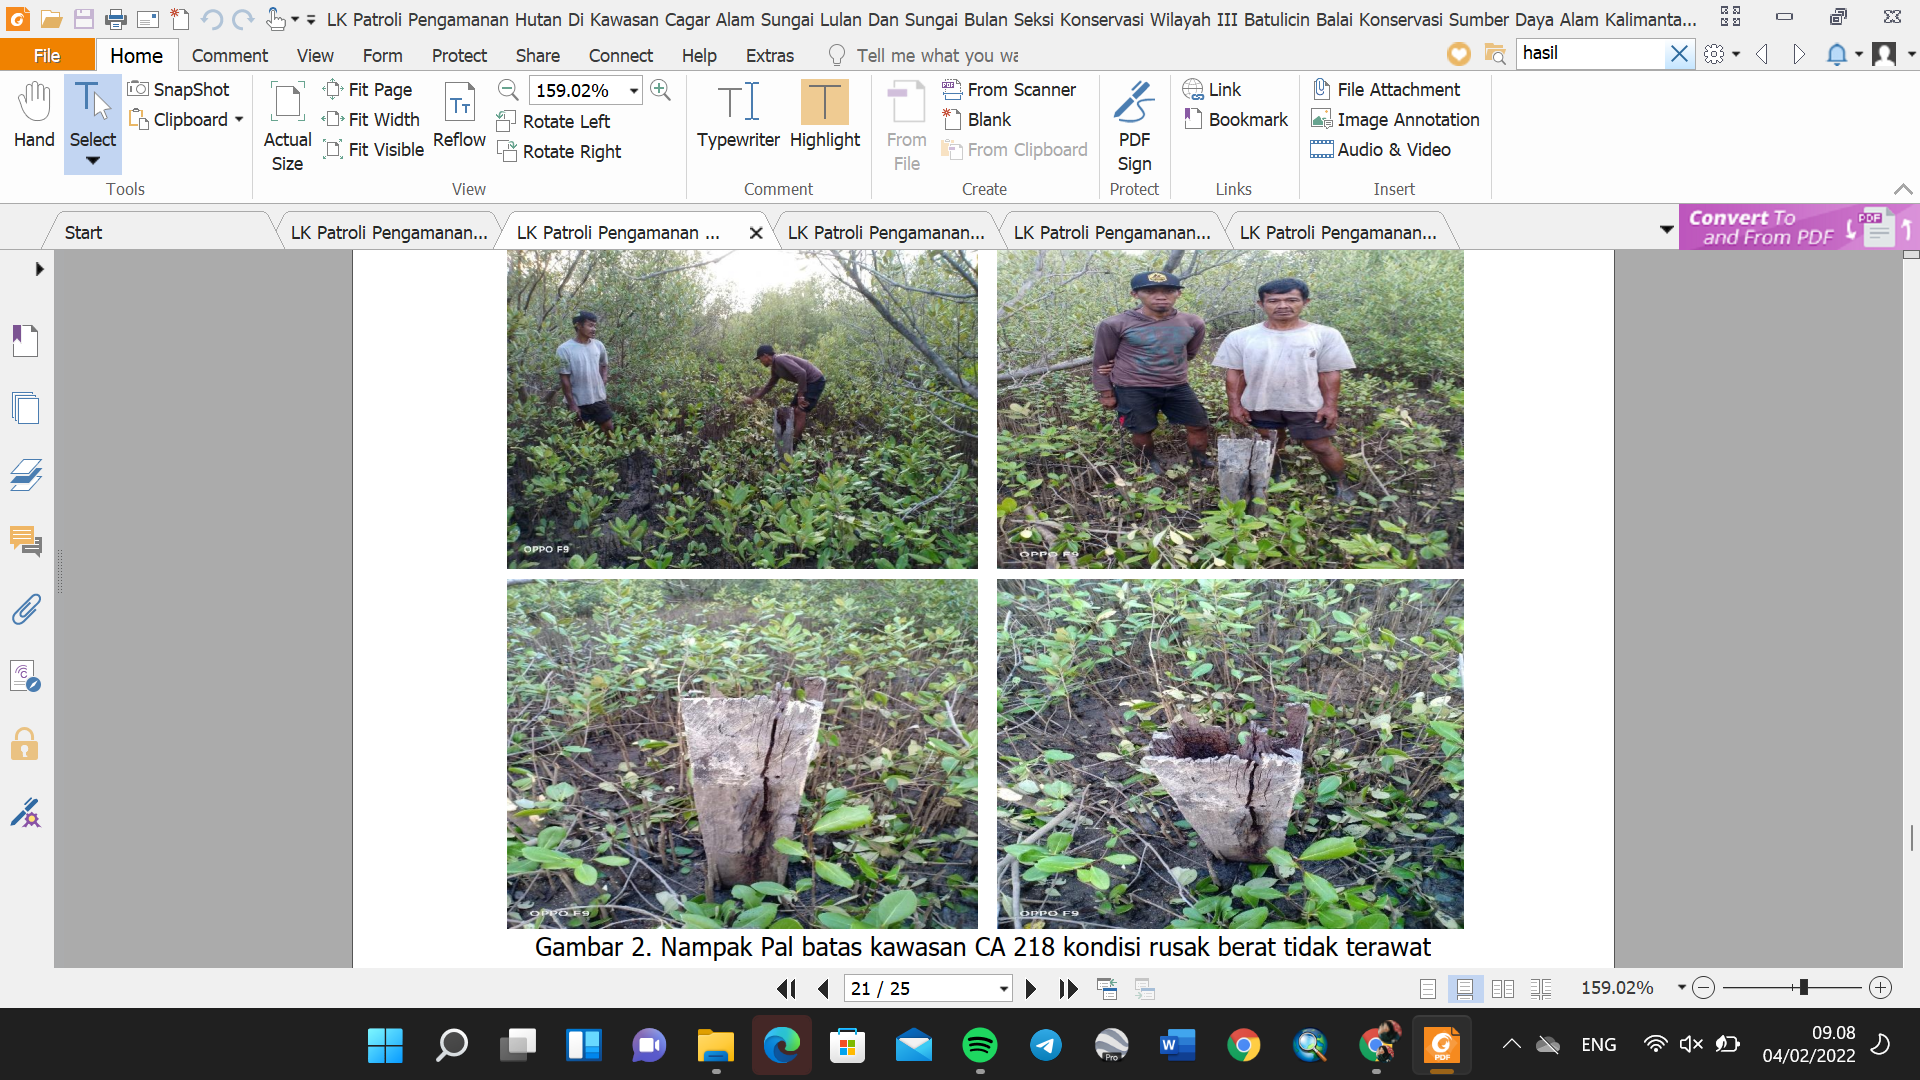 LK Patroli Pengamanan Hutan Di Kawasan Cagar Alam Sungai Lulan Dan Sungai Bulan Seksi Konservasi Wilayah III Batulicin Balai Konservasi Sumber Daya Alam Kalimanta...
File Home Comment View Form Protect Share Connect Help Extras Tell me what you wa hasil
Hand
Select
SnapShot
Clipboard
Tools
Actual Size
Fit Page
Fit Width
Fit Visible
Reflow
159.02%
Rotate Left
Rotate Right
View
Typewriter
Highlight
Comment
From File
From Scanner
Blank
From Clipboard
Create
PDF Sign
Protect
Link
Bookmark
Links
File Attachment
Image Annotation
Audio & Video
Insert
Start
LK Patroli Pengamanan...
LK Patroli Pengamanan ...
LK Patroli Pengamanan...
LK Patroli Pengamanan...
LK Patroli Pengamanan...
Convert To
and From PDF
PDF
OPPO F9
OPPO F9
OPPO F9
OPPO F9
Gambar 2. Nampak Pal batas kawasan CA 218 kondisi rusak berat tidak terawat
21 / 25
159.02%
Pro
W
PDF
ENG
09.08
04/02/2022